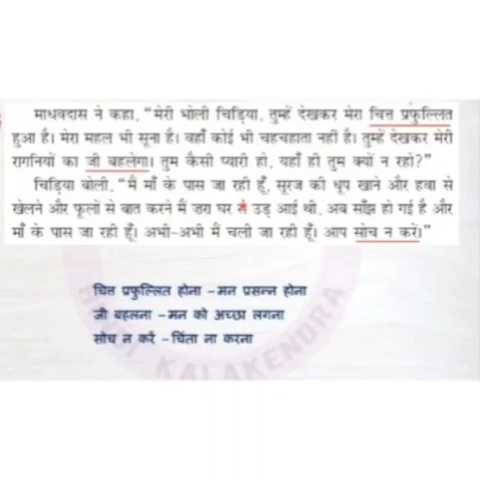 माधवदास ने कहा, "मेरी भोली चिड़िया, तुम्हें देखकर मेरा चित्त प्रफुल्लित
हुआ है। मेरा महल भी सूना है। वहाँ कोई भी चहचहाता नहीं है। तुम्हें देखकर मेरी
रागनियों का जी बहलेगा। तुम कैसी प्यारी हो, यहाँ ही तुम क्यों न रहो?"
चिड़िया बोली, "मैं माँ के पास जा रही हूँ, सूरज की धूप खाने और हवा से
खेलने और फूलों से बात करने मैं ज़रा घर से उड़ आई थी, अब साँझ हो गई है और
माँ के पास जा रही हूँ। अभी-अभी मैं चली जा रही हूँ। आप सोच न करें।"
चित्त प्रफुल्लित होना -मन प्रसन्न होना
जी बहलना -मन को अच्छा लगना
सोच न करें -चिंता ना करना
KALAKENDRA